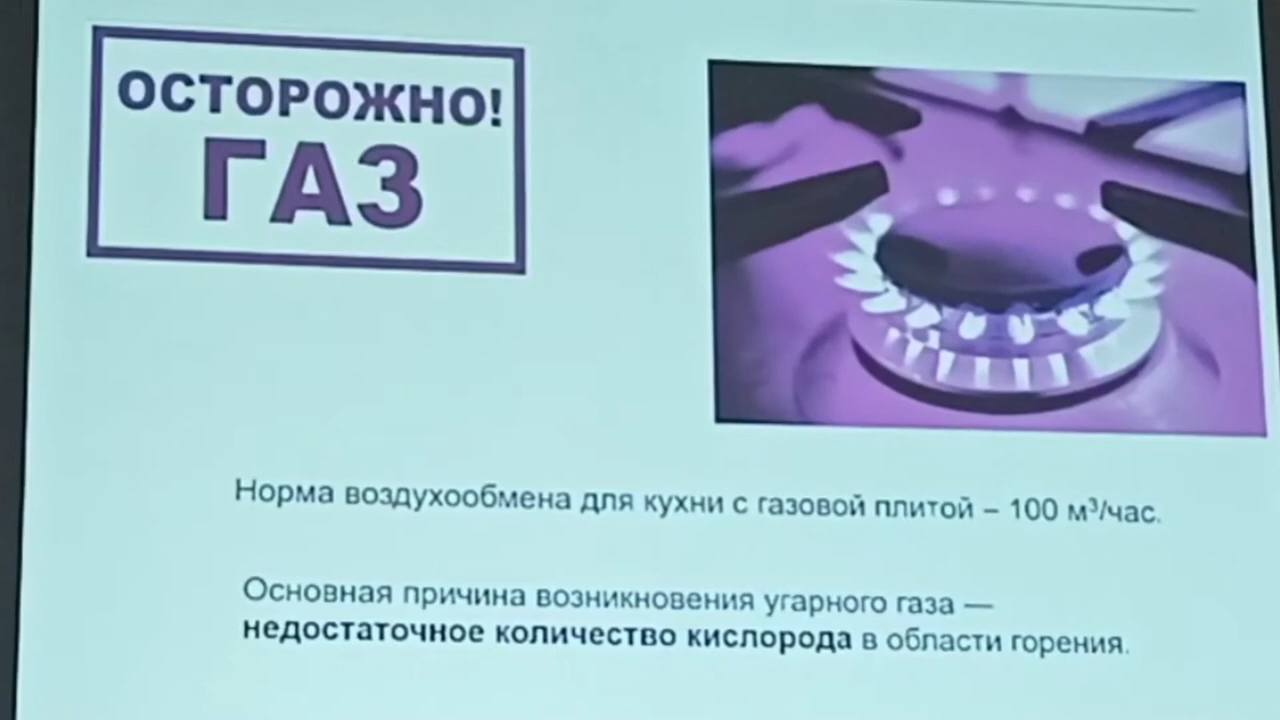 ОСТОРОЖНО!
ГАЗ
Норма воздухообмена для кухни с газовой плитой – 100 м³/час.
Основная причина возникновения угарного газа —
недостаточное количество кислорода в области горения.